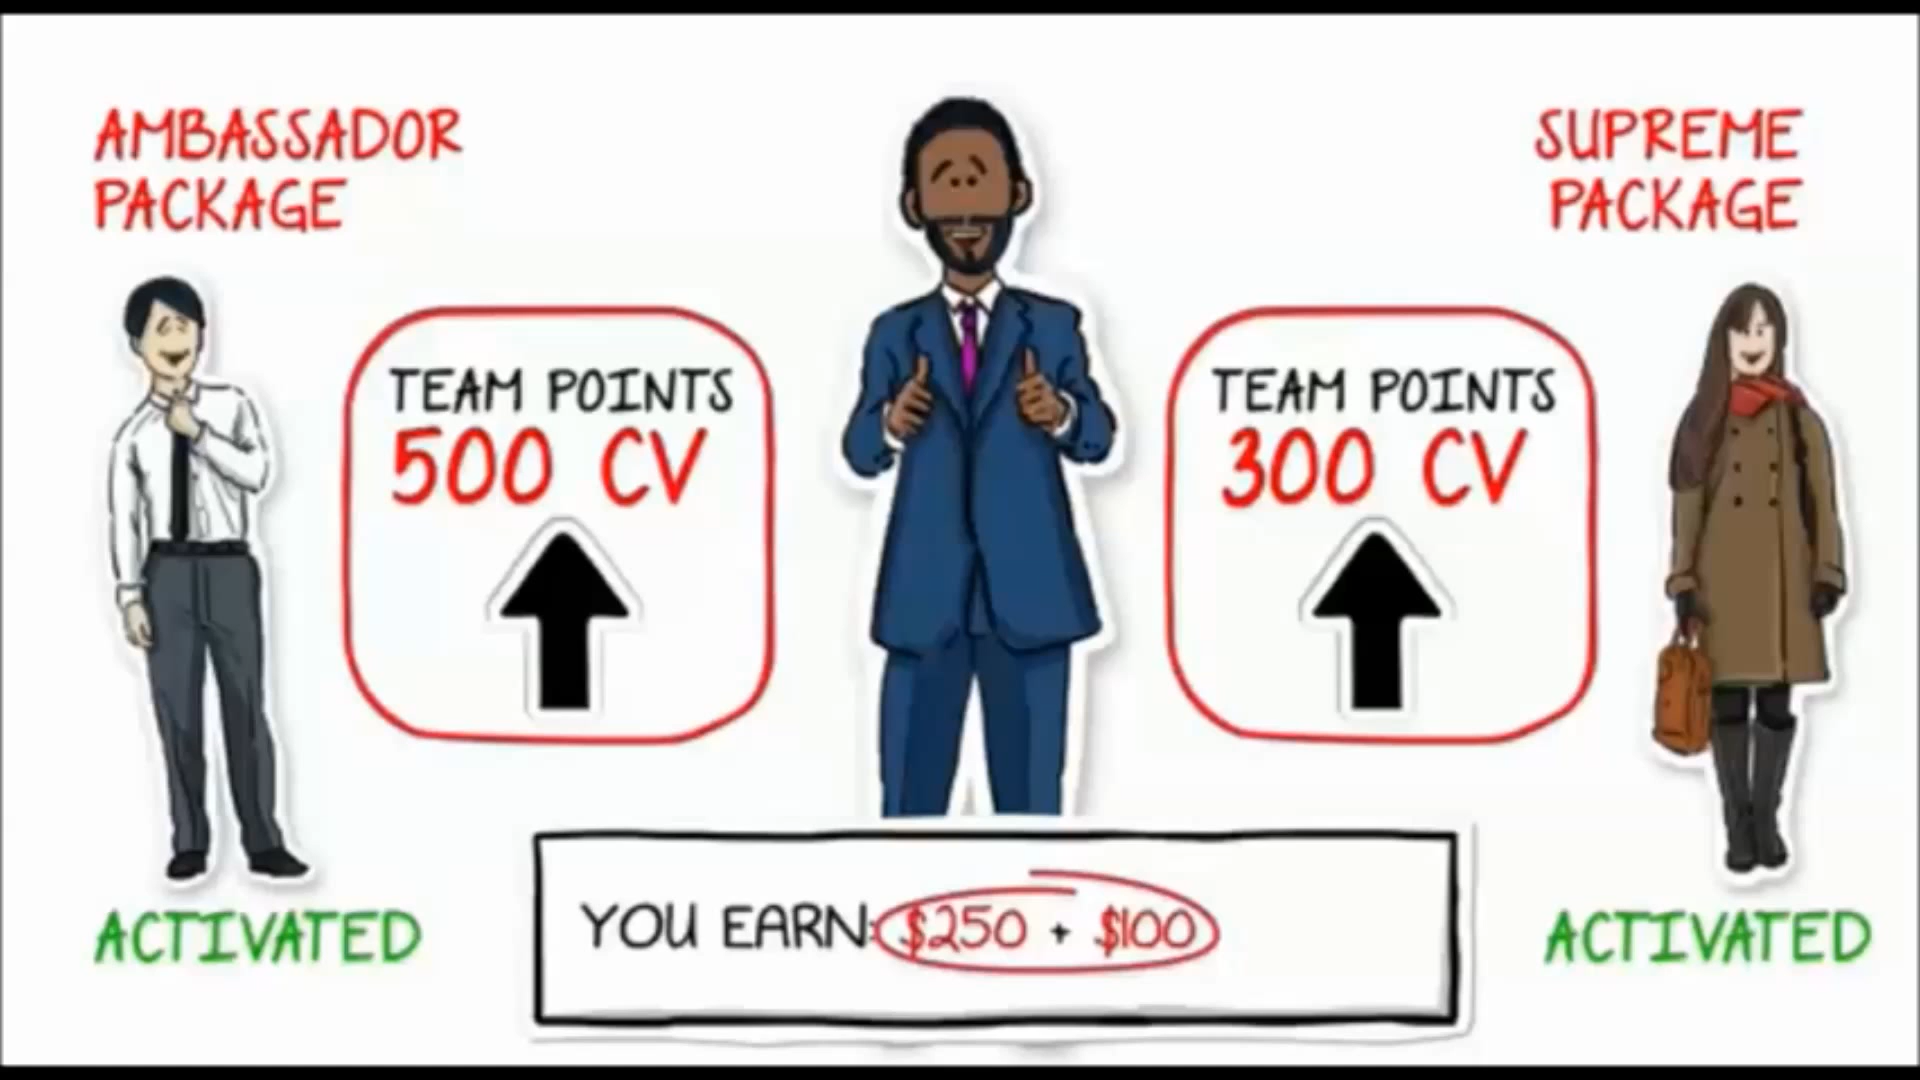 AMBASSADOR
PACKAGE
SUPREME
PACKAGE
TEAM POINTS
500 CV
TEAM POINTS
300 CV
ACTIVATED
YOU EARN: $250 + $100
ACTIVATED